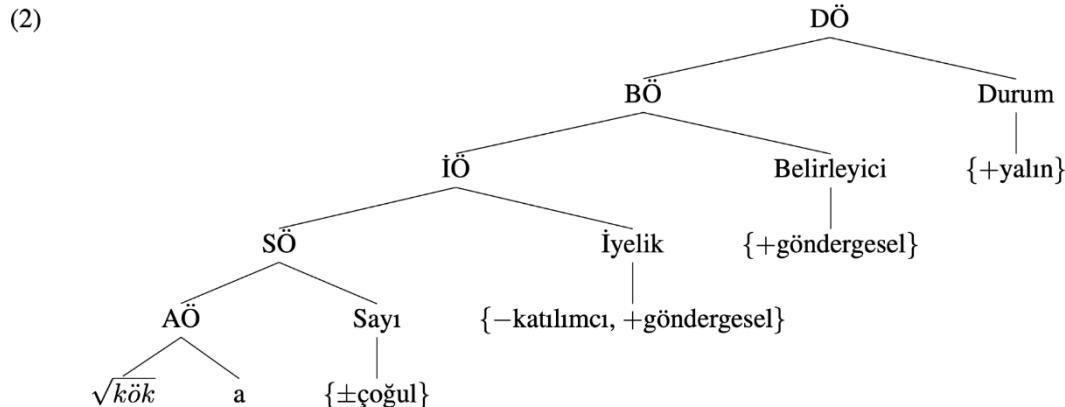 (2) DÖ
BÖ Durum
İÖ Belirleyici {+yalın}
SÖ İyelik {+göndergesel}
AÖ Sayı {−katılımcı, +göndergesel}
√kök a {±çoğul}